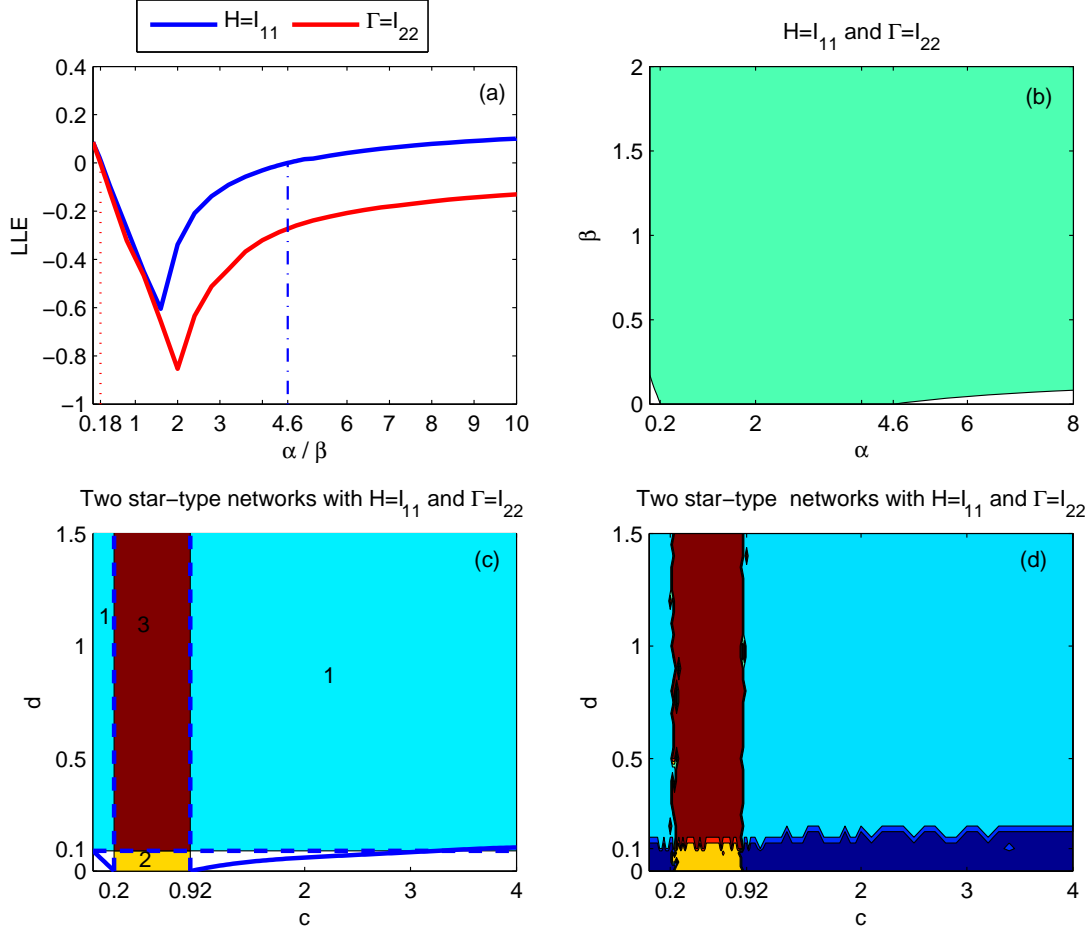 H=I11 Γ=I22
H=I11 and Γ=I22
(a)
LLE
0.4
0.2
0
−0.2
−0.4
−0.6
−0.8
−1
0.18 1 2 3 4.6 6 7 8 9 10
α / β
(b)
β
2
1.5
1
0.5
0
0.2 2 4.6 6 8
α
Two star−type networks with H=I11 and Γ=I22
(c)
d
1.5
1
0.5
0.1
0
1
3
1
2
0.2 0.92 2 3 4
c
Two star−type networks with H=I11 and Γ=I22
(d)
d
1.5
1
0.5
0.1
0
0.2 0.92 2 3 4
c